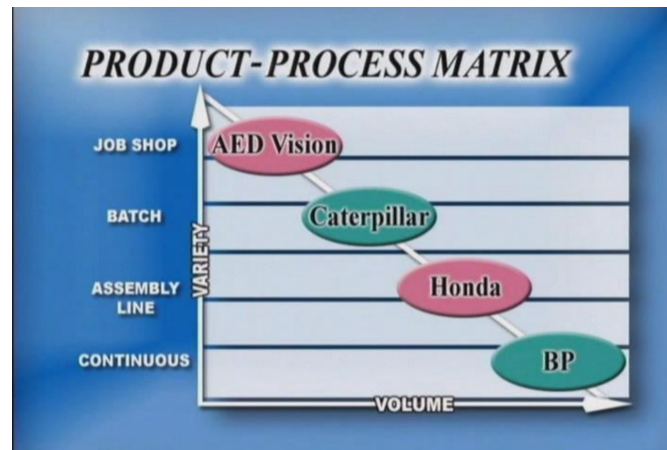 PRODUCT-PROCESS MATRIX
JOB SHOP
AED Vision
BATCH
Caterpillar
VARIETY
ASSEMBLY
LINE
Honda
CONTINUOUS
BP
VOLUME